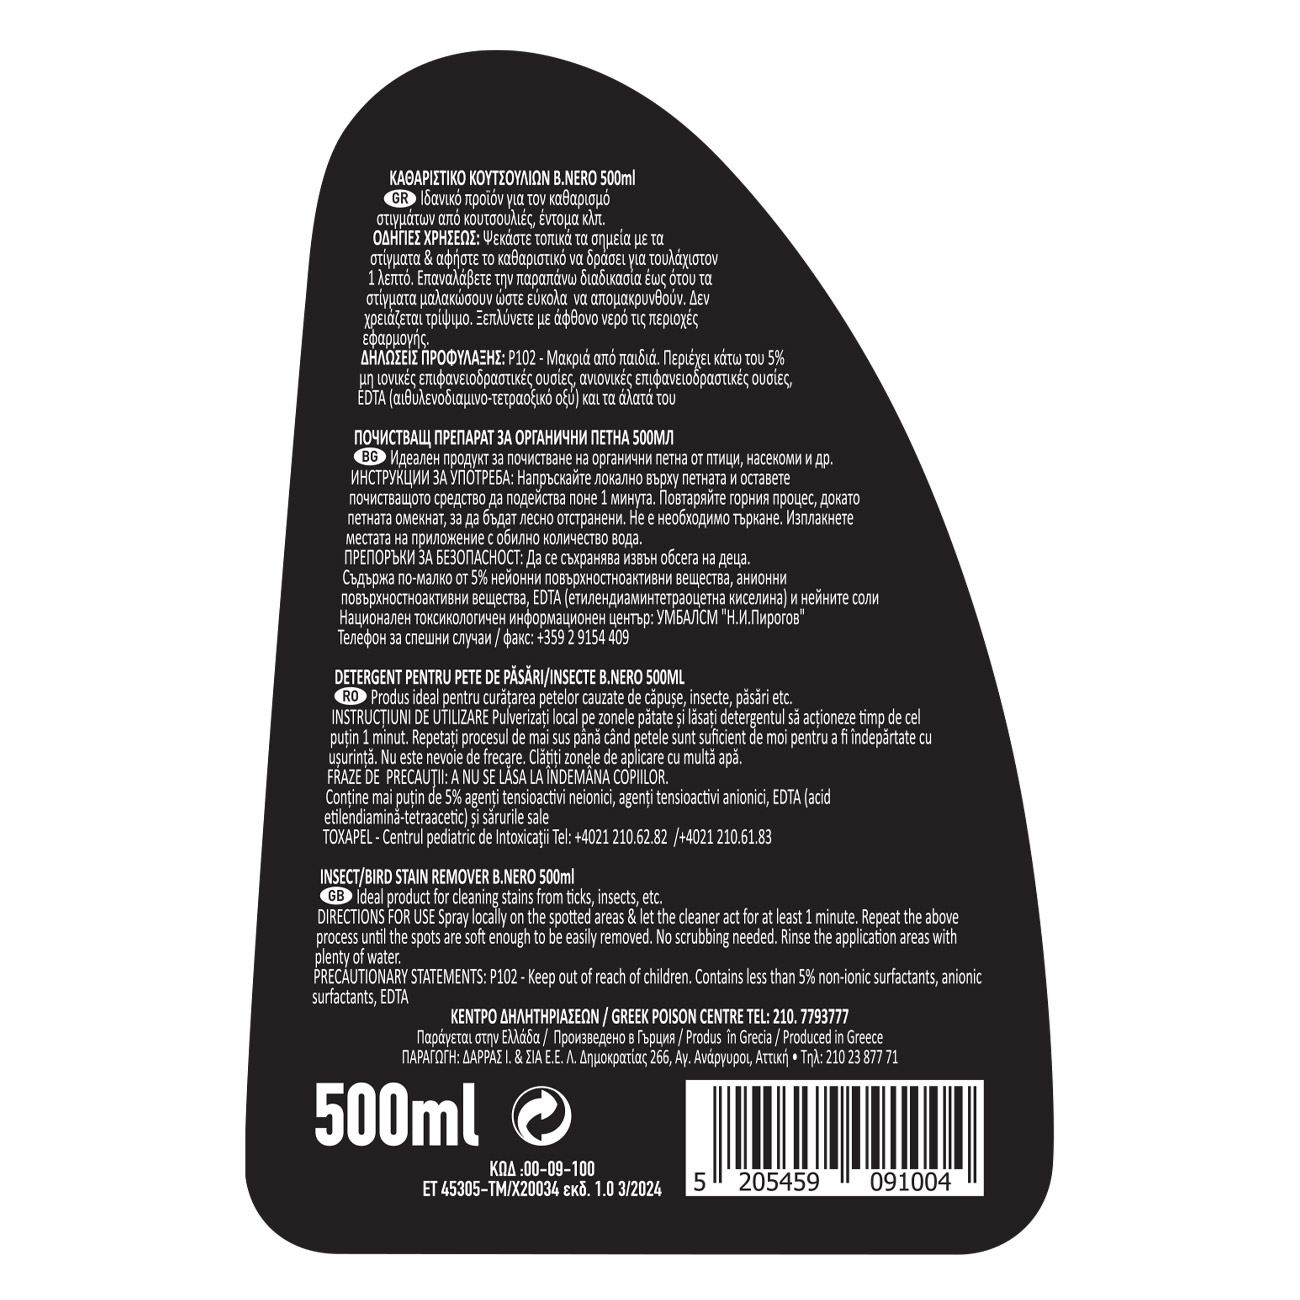 ΚΑΘΑΡΙΣΤΙΚΟ ΚΟΥΤΣΟΥΛΙΩΝ B.NERO 500ml
GR Ιδανικό προϊόν για τον καθαρισμό
στιγμάτων από κουτσουλιές, έντομα κλπ.
ΟΔΗΓΙΕΣ ΧΡΗΣΕΩΣ: Ψεκάστε τοπικά τα σημεία με τα
στίγματα & αφήστε το καθαριστικό να δράσει για τουλάχιστον
1 λεπτό. Επαναλάβετε την παραπάνω διαδικασία έως ότου τα
στίγματα μαλακώσουν ώστε εύκολα να απομακρυνθούν. Δεν
χρειάζεται τρίψιμο. Ξεπλύνετε με άφθονο νερό τις περιοχές
εφαρμογής.
ΔΗΛΩΣΕΙΣ ΠΡΟΦΥΛΑΞΗΣ: P102 - Μακριά από παιδιά. Περιέχει κάτω του 5%
μη ιονικές επιφανειοδραστικές ουσίες, ανιονικές επιφανειοδραστικές ουσίες,
EDTA (αιθυλενοδιαμινο-τετραοξικό οξύ) και τα άλατά του
ПОЧИСТВАЩ ПРЕПАРАТ ЗА ОРГАНИЧНИ ПЕТНА 500МЛ
BG Идеален продукт за почистване на органични петна от птици, насекоми и др.
ИНСТРУКЦИИ ЗА УПОТРЕБА: Напръскайте локално върху петната и оставете
почистващото средство да подейства поне 1 минута. Повтаряйте горния процес, докато
петната омекнат, за да бъдат лесно отстранени. Не е необходимо търкане. Изплакнете
местата на приложение с обилно количество вода.
ПРЕПОРЪКИ ЗА БЕЗОПАСНОСТ: Да се съхранява извън обсега на деца.
Съдържа по-малко от 5% нейонни повърхностноактивни вещества, анионни
повърхностноактивни вещества, EDTA (етилендиаминтетраоцетна киселина) и нейните соли
Национален токсикологичен информационен център: УМБАЛСМ "Н.И.Пирогов"
Телефон за спешни случаи / факс: +359 2 9154 409
DETERGENT PENTRU PETE DE PĂSĂRI/INSECTE B.NERO 500ML
RO Produs ideal pentru curățarea petelor cauzate de căpușe, insecte, păsări etc.
INSTRUCȚIUNI DE UTILIZARE Pulverizați local pe zonele pătate și lăsați detergentul să acționeze timp de cel
puțin 1 minut. Repetați procesul de mai sus până când petele sunt suficient de moi pentru a fi îndepărtate cu
ușurință. Nu este nevoie de frecare. Clătiți zonele de aplicare cu multă apă.
FRAZE DE PRECAUŢII: A NU SE LĂSA LA ÎNDEMÂNA COPIILOR.
Conține mai puțin de 5% agenți tensioactivi neionici, agenți tensioactivi anionici, EDTA (acid
etilendiamină-tetraacetic) și sărurile sale
TOXAPEL - Centrul pediatric de Intoxicaţii Tel: +4021 210.62.82 /+4021 210.61.83
INSECT/BIRD STAIN REMOVER B.NERO 500ml
GB Ideal product for cleaning stains from ticks, insects, etc.
DIRECTIONS FOR USE Spray locally on the spotted areas & let the cleaner act for at least 1 minute. Repeat the above
process until the spots are soft enough to be easily removed. No scrubbing needed. Rinse the application areas with
plenty of water.
PRECAUTIONARY STATEMENTS: P102 - Keep out of reach of children. Contains less than 5% non-ionic surfactants, anionic
surfactants, EDTA
ΚΕΝΤΡΟ ΔΗΛΗΤΗΡΙΑΣΕΩΝ / GREEK POISON CENTRE TEL: 210. 7793777
Παράγεται στην Ελλάδα / Произведено в Гърция / Produs în Grecia / Produced in Greece
ΠΑΡΑΓΩΓΗ: ΔΑΡΡΑΣ Ι. & ΣΙΑ Ε.Ε. Λ. Δημοκρατίας 266, Αγ. Ανάργυροι, Αττική • Τηλ: 210 23 877 71
500ml
ΚΩΔ :00-09-100
ET 45305-TM/X20034 εκδ. 1.0 3/2024
5 205459 091004